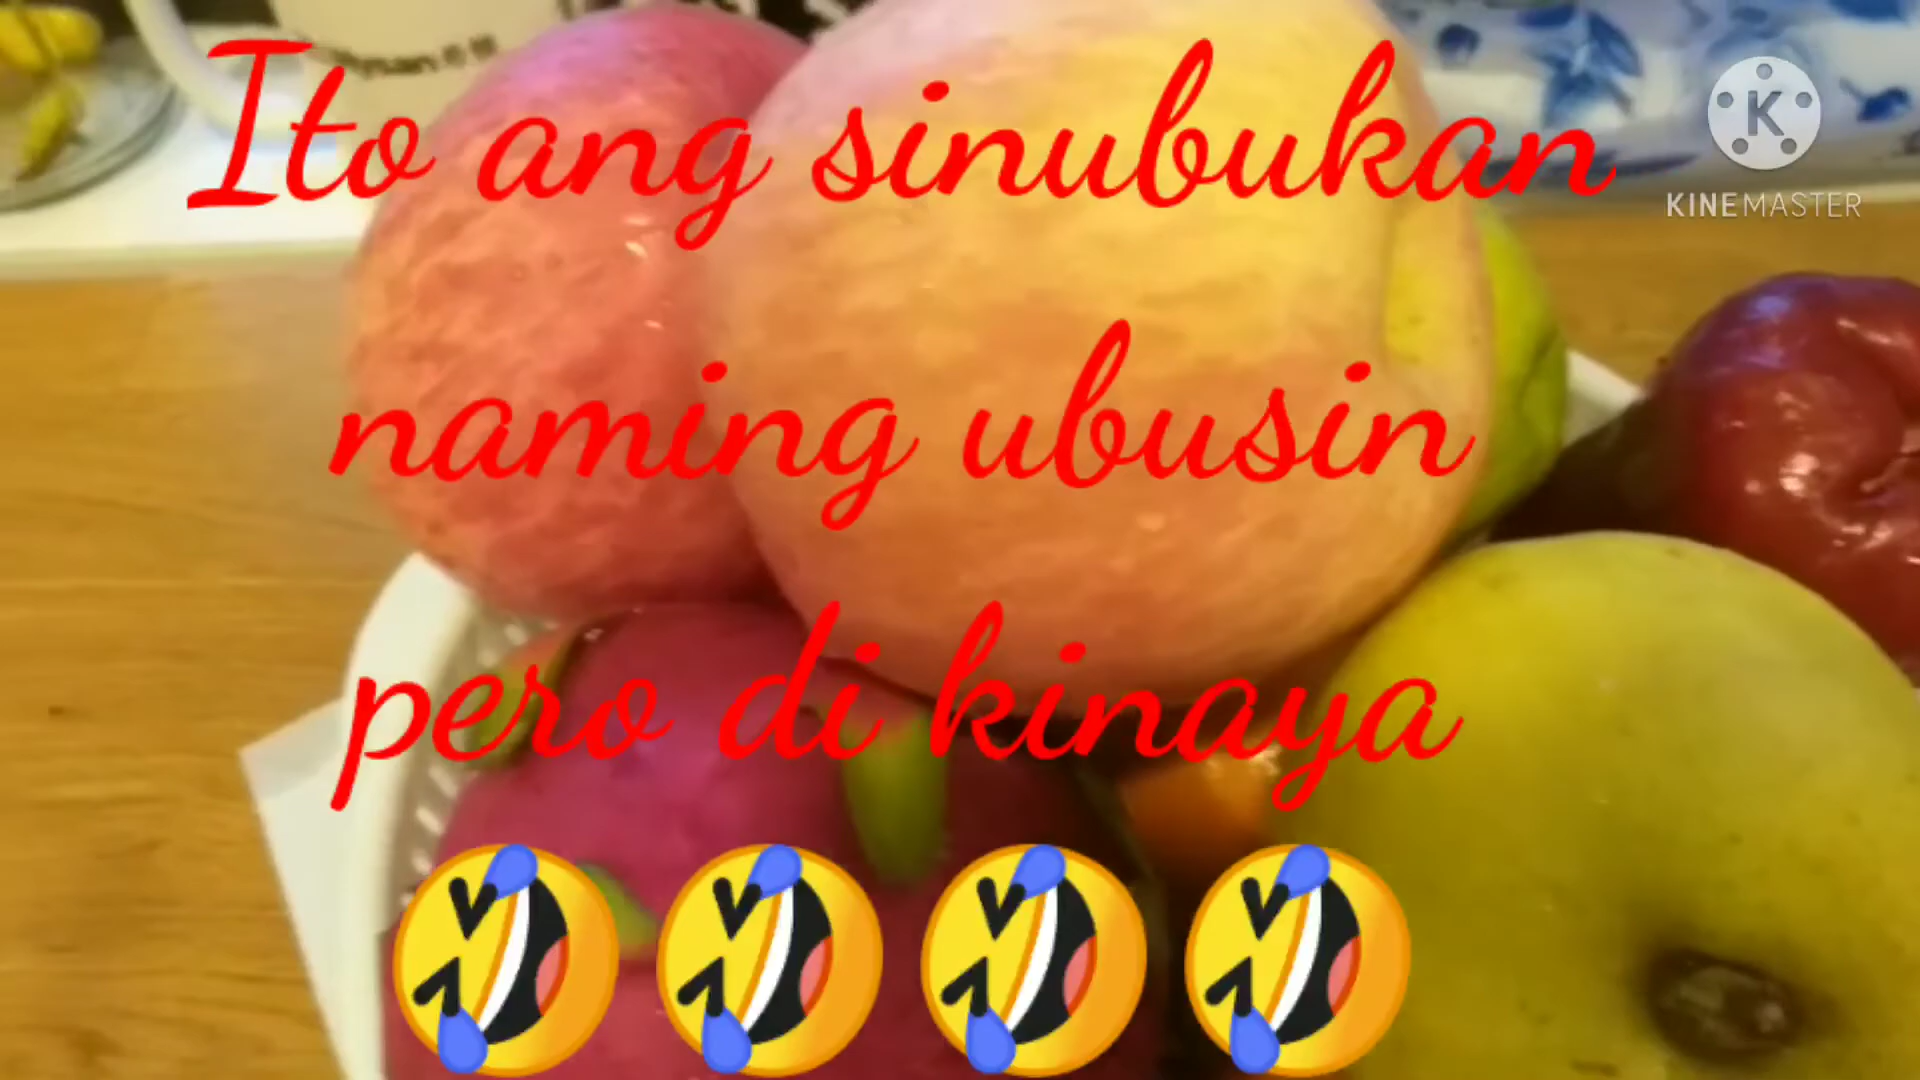 Ito ang sinubukan
naming ubusin
pero di kinaya
🤣🤣🤣🤣
KINEMASTER